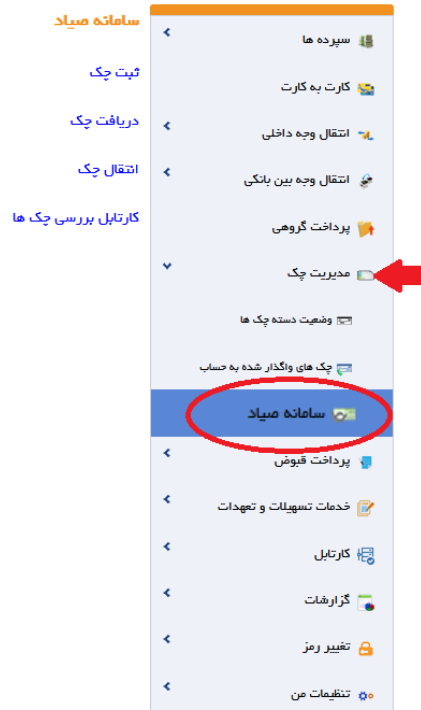 سپرده ها
کارت به کارت
انتقال وجه داخلی
انتقال وجه بین بانکی
پرداخت گروهی
مدیریت چک
وضعیت دسته چک ها
چک های واگذار شده به حساب
سامانه صیاد
پرداخت قبوض
خدمات تسهیلات و تعهدات
کارتابل
گزارشات
تغییر رمز
تنظیمات من
سامانه صیاد
ثبت چک
دریافت چک
انتقال چک
کارتابل بررسی چک ها